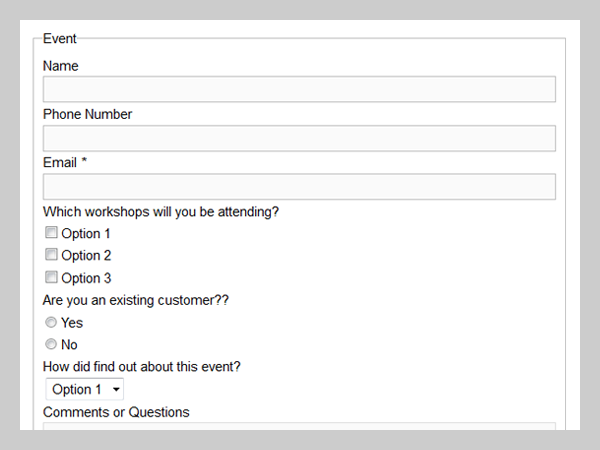 Event
Name
Phone Number
Email *
Which workshops will you be attending?
Option 1
Option 2
Option 3
Are you an existing customer??
Yes
No
How did find out about this event?
Option 1
Comments or Questions